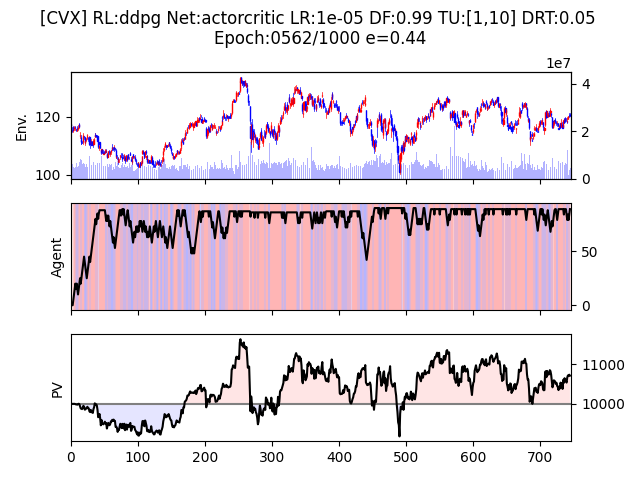 [CVX] RL:ddpg Net:actorcritic LR:1e-05 DF:0.99 TU:[1,10] DRT:0.05
Epoch:0562/1000 e=0.44
1e7
Env.
120
100
4
2
0
Agent
50
0
PV
11000
10000
0 100 200 300 400 500 600 700